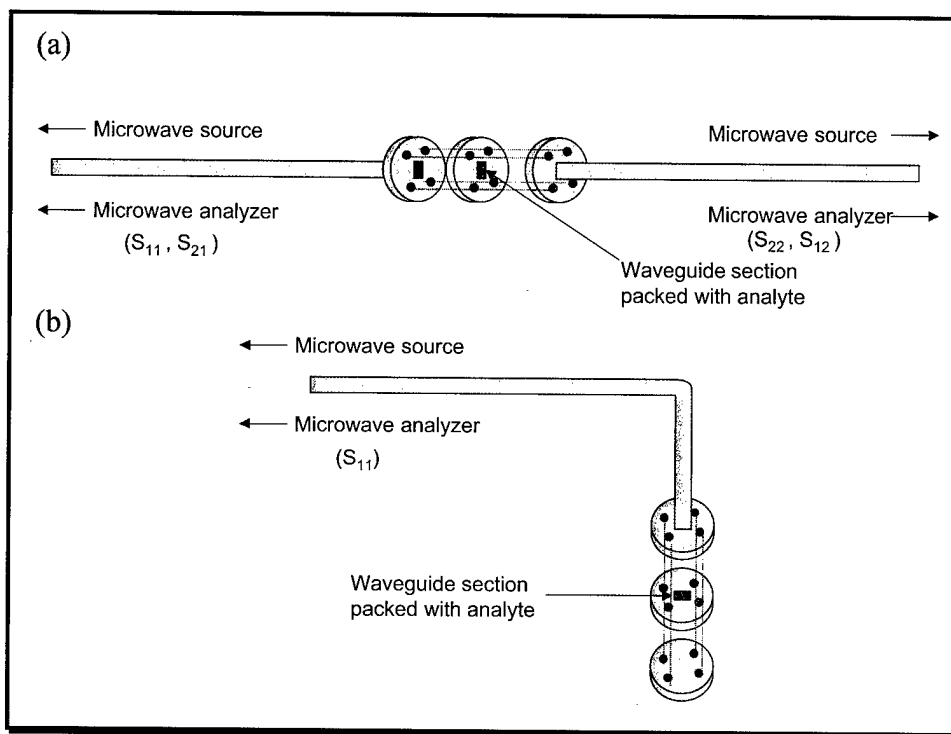 (a)
Microwave source
Microwave source
Microwave analyzer
(S₁₁ , S₂₁)
Microwave analyzer
(S₂₂, S₁₂)
Waveguide section
packed with analyte
(b)
Microwave source
Microwave analyzer
(S₁₁)
Waveguide section
packed with analyte